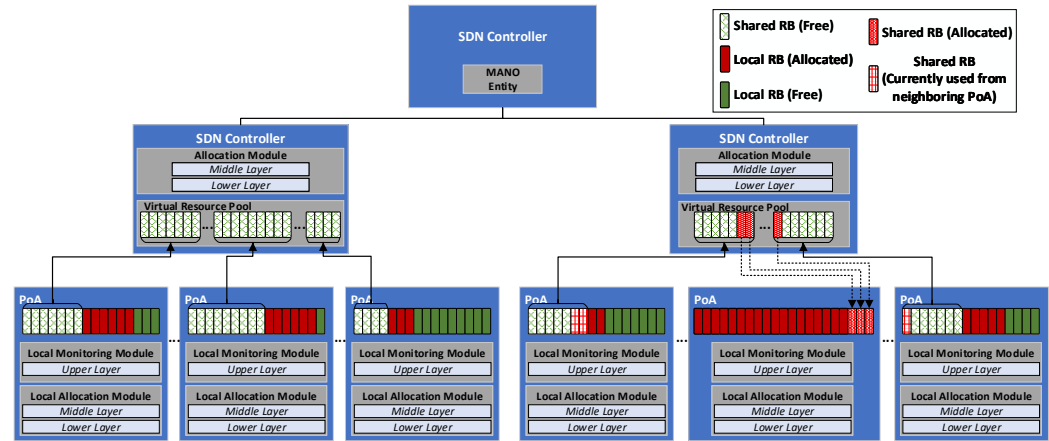 SDN Controller
MANO
Entity
Shared RB (Free)
Local RB (Allocated)
Local RB (Free)
Shared RB (Allocated)
Shared RB
(Currently used from
neighboring PoA)
SDN Controller
Allocation Module
Middle Layer
Lower Layer
Virtual Resource Pool
...
...
SDN Controller
Allocation Module
Middle Layer
Lower Layer
Virtual Resource Pool
...
PoA
Local Monitoring Module
Upper Layer
Local Allocation Module
Middle Layer
Lower Layer
...
PoA
Local Monitoring Module
Upper Layer
Local Allocation Module
Middle Layer
Lower Layer
...
PoA
Local Monitoring Module
Upper Layer
Local Allocation Module
Middle Layer
Lower Layer
PoA
Local Monitoring Module
Upper Layer
Local Allocation Module
Middle Layer
Lower Layer
...
PoA
Local Monitoring Module
Upper Layer
Local Allocation Module
Middle Layer
Lower Layer
...
PoA
Local Monitoring Module
Upper Layer
Local Allocation Module
Middle Layer
Lower Layer